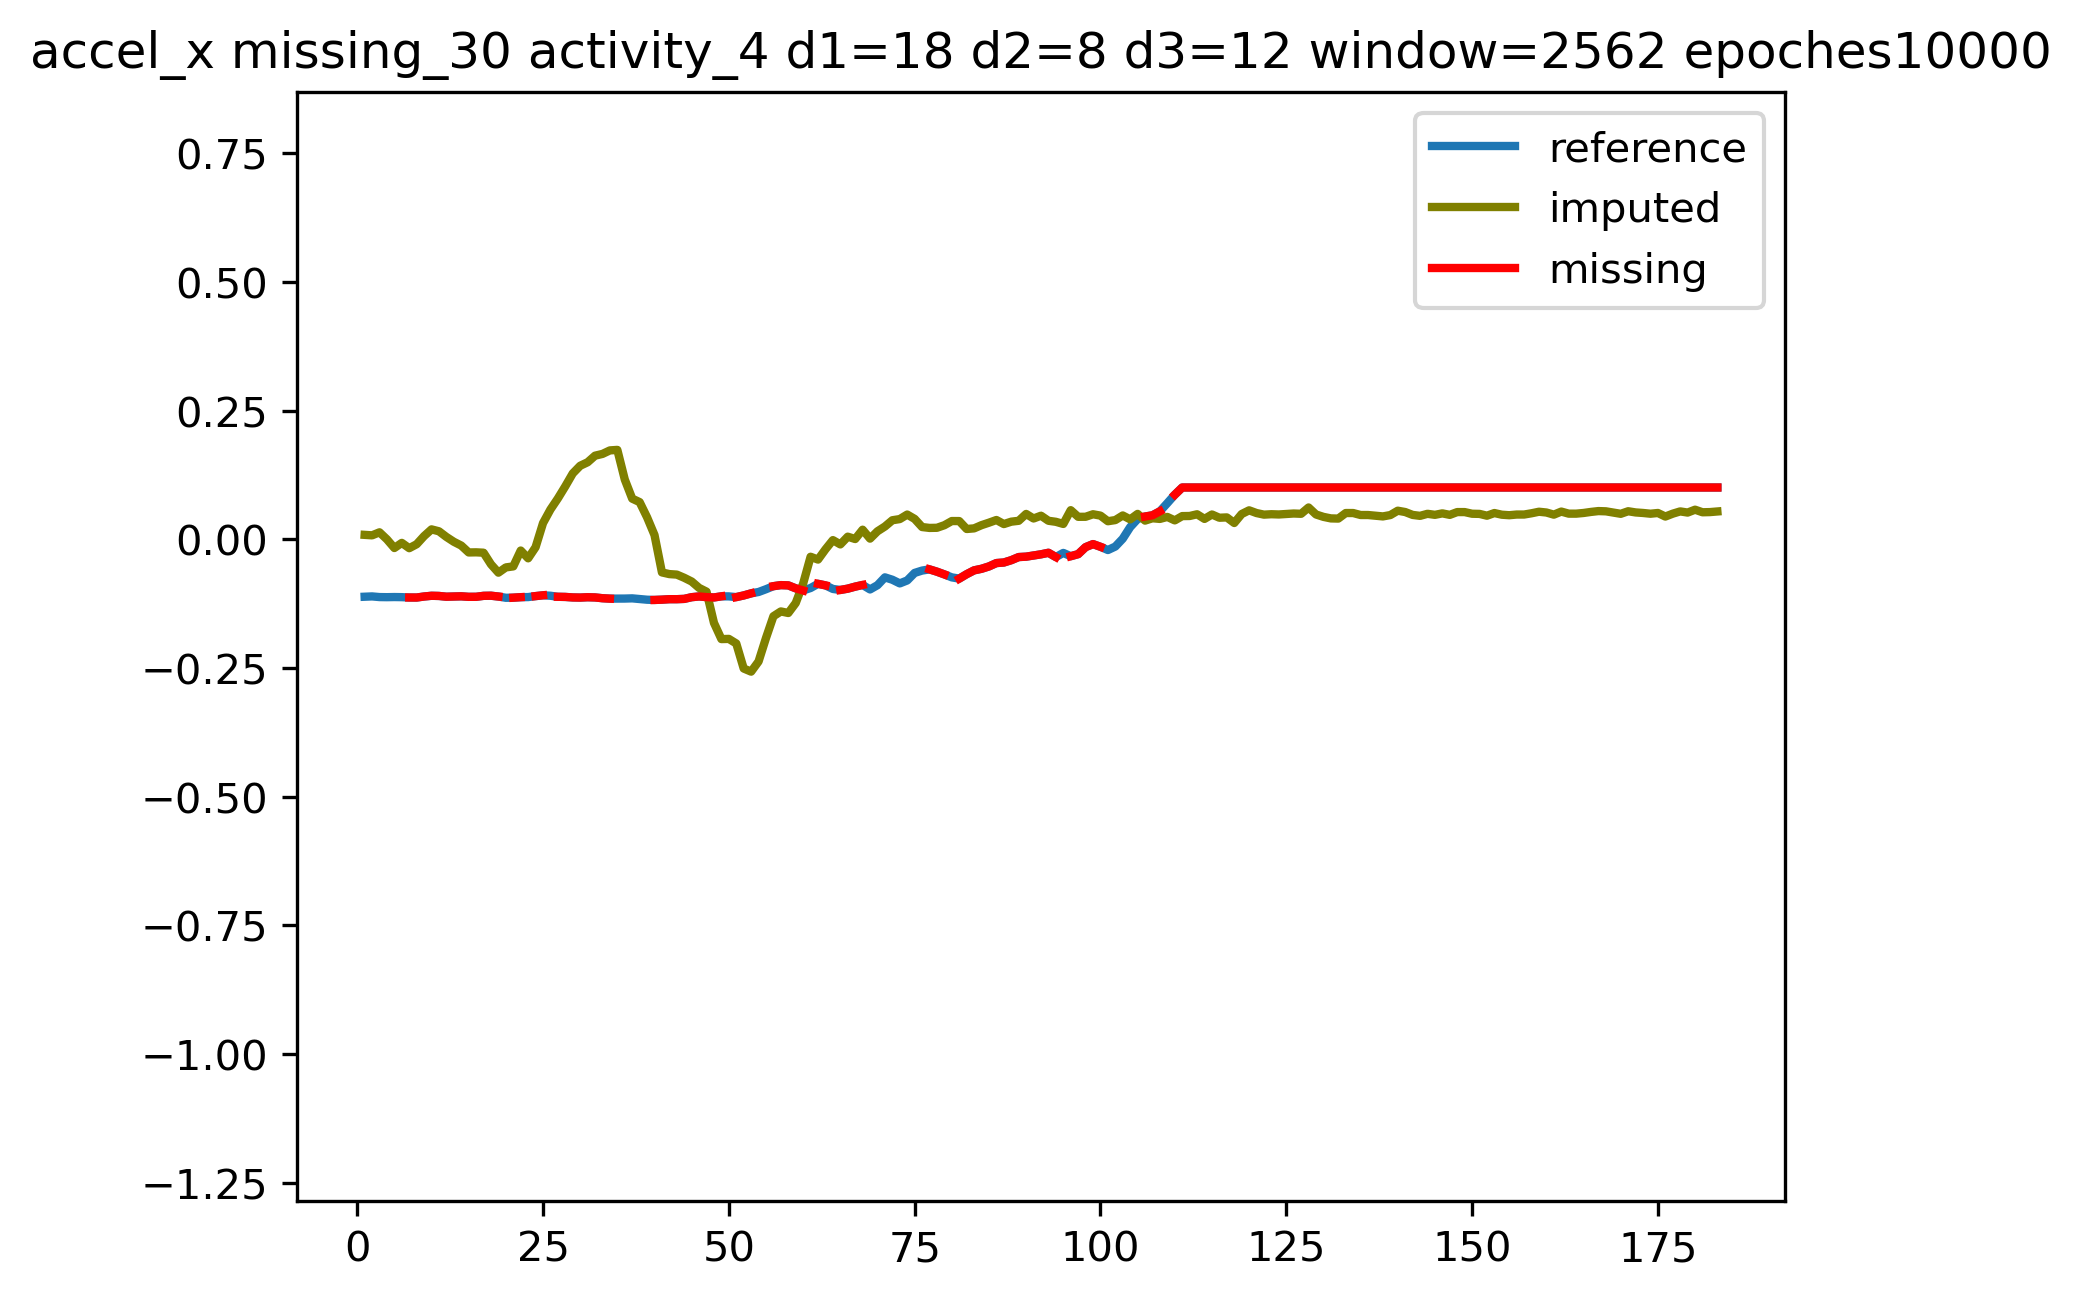 accel_x missing_30 activity_4 d1=18 d2=8 d3=12 window=2562 epoches10000
reference
imputed
missing
0.75
0.50
0.25
0.00
−0.25
−0.50
−0.75
−1.00
−1.25
0 25 50 75 100 125 150 175